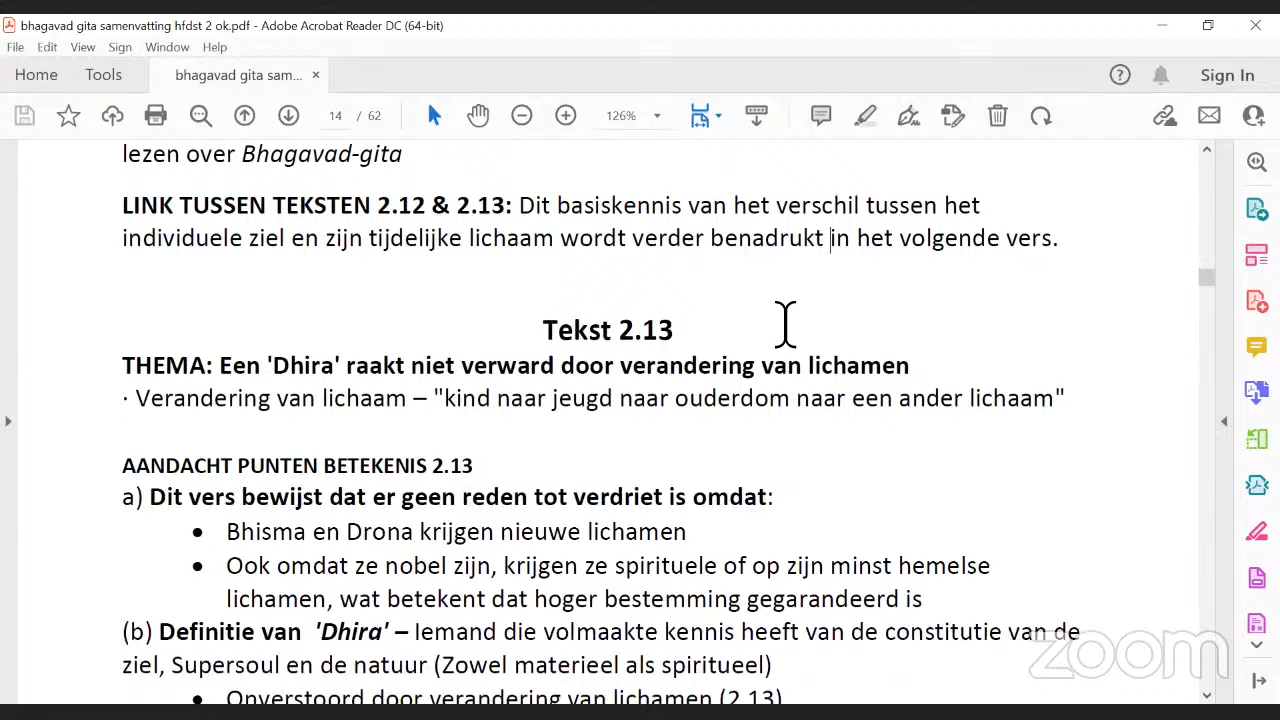 bhagavad gita samenvatting hfdst 2 ok.pdf - Adobe Acrobat Reader DC (64-bit)
File Edit View Sign Window Help
Home Tools bhagavad gita sam... × Sign In
14 / 62 126%
lezen over Bhagavad-gita
LINK TUSSEN TEKSTEN 2.12 & 2.13: Dit basiskennis van het verschil tussen het
individuele ziel en zijn tijdelijke lichaam wordt verder benadrukt in het volgende vers.
Tekst 2.13
THEMA: Een 'Dhira' raakt niet verward door verandering van lichamen
· Verandering van lichaam – "kind naar jeugd naar ouderdom naar een ander lichaam"
AANDACHT PUNTEN BETEKENIS 2.13
a) Dit vers bewijst dat er geen reden tot verdriet is omdat:
• Bhisma en Drona krijgen nieuwe lichamen
• Ook omdat ze nobel zijn, krijgen ze spirituele of op zijn minst hemelse
lichamen, wat betekent dat hoger bestemming gegarandeerd is
(b) Definitie van 'Dhira' – Iemand die volmaakte kennis heeft van de constitutie van de
ziel, Supersoul en de natuur (Zowel materieel als spiritueel)
• Onverstoord door verandering van lichamen (2.13)
zoom